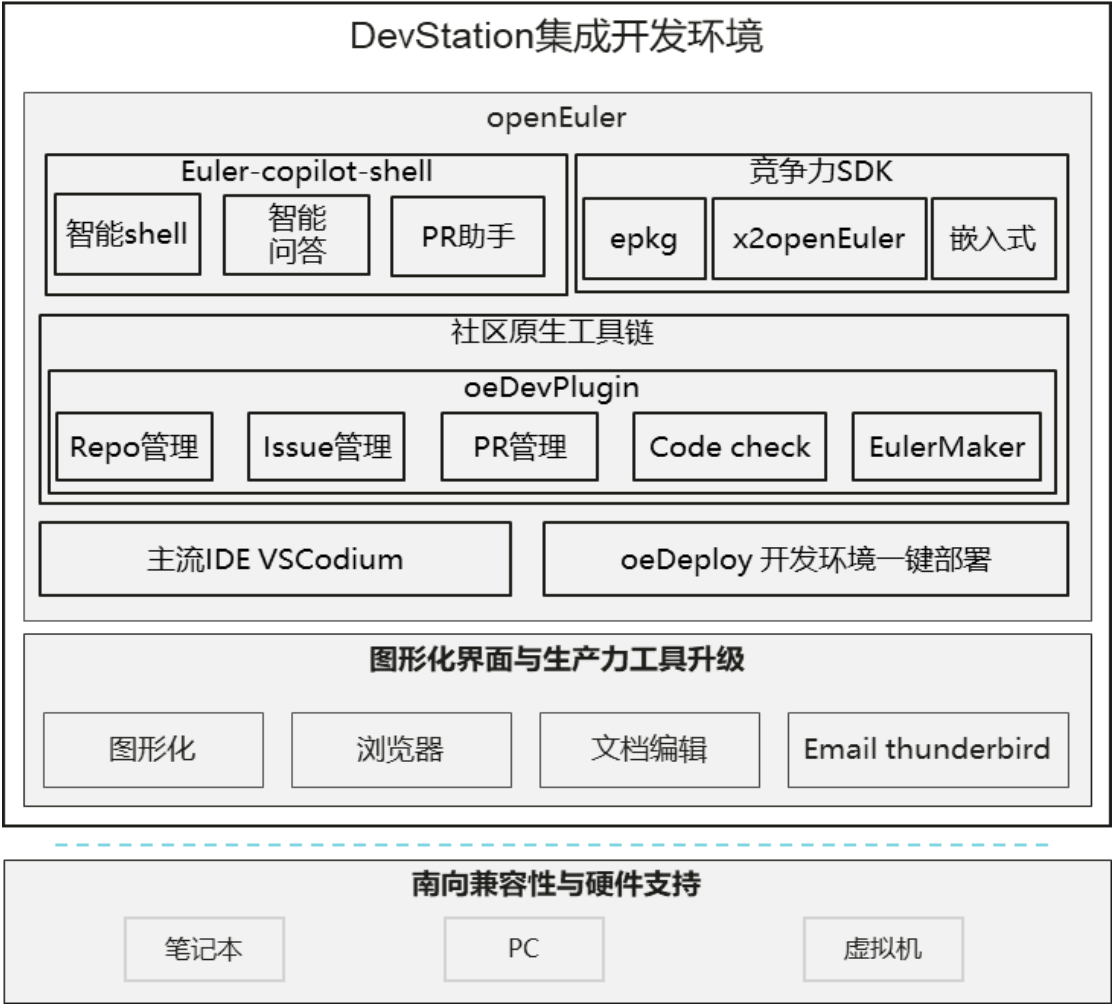 DevStation集成开发环境
openEuler
Euler-copilot-shell
智能shell
智能
问答
PR助手
竞争力SDK
epkg
x2openEuler
嵌入式
社区原生工具链
oeDevPlugin
Repo管理
Issue管理
PR管理
Code check
EulerMaker
主流IDE VSCodium
oeDeploy 开发环境一键部署
图形化界面与生产力工具升级
图形化
浏览器
文档编辑
Email thunderbird
南向兼容性与硬件支持
笔记本
PC
虚拟机